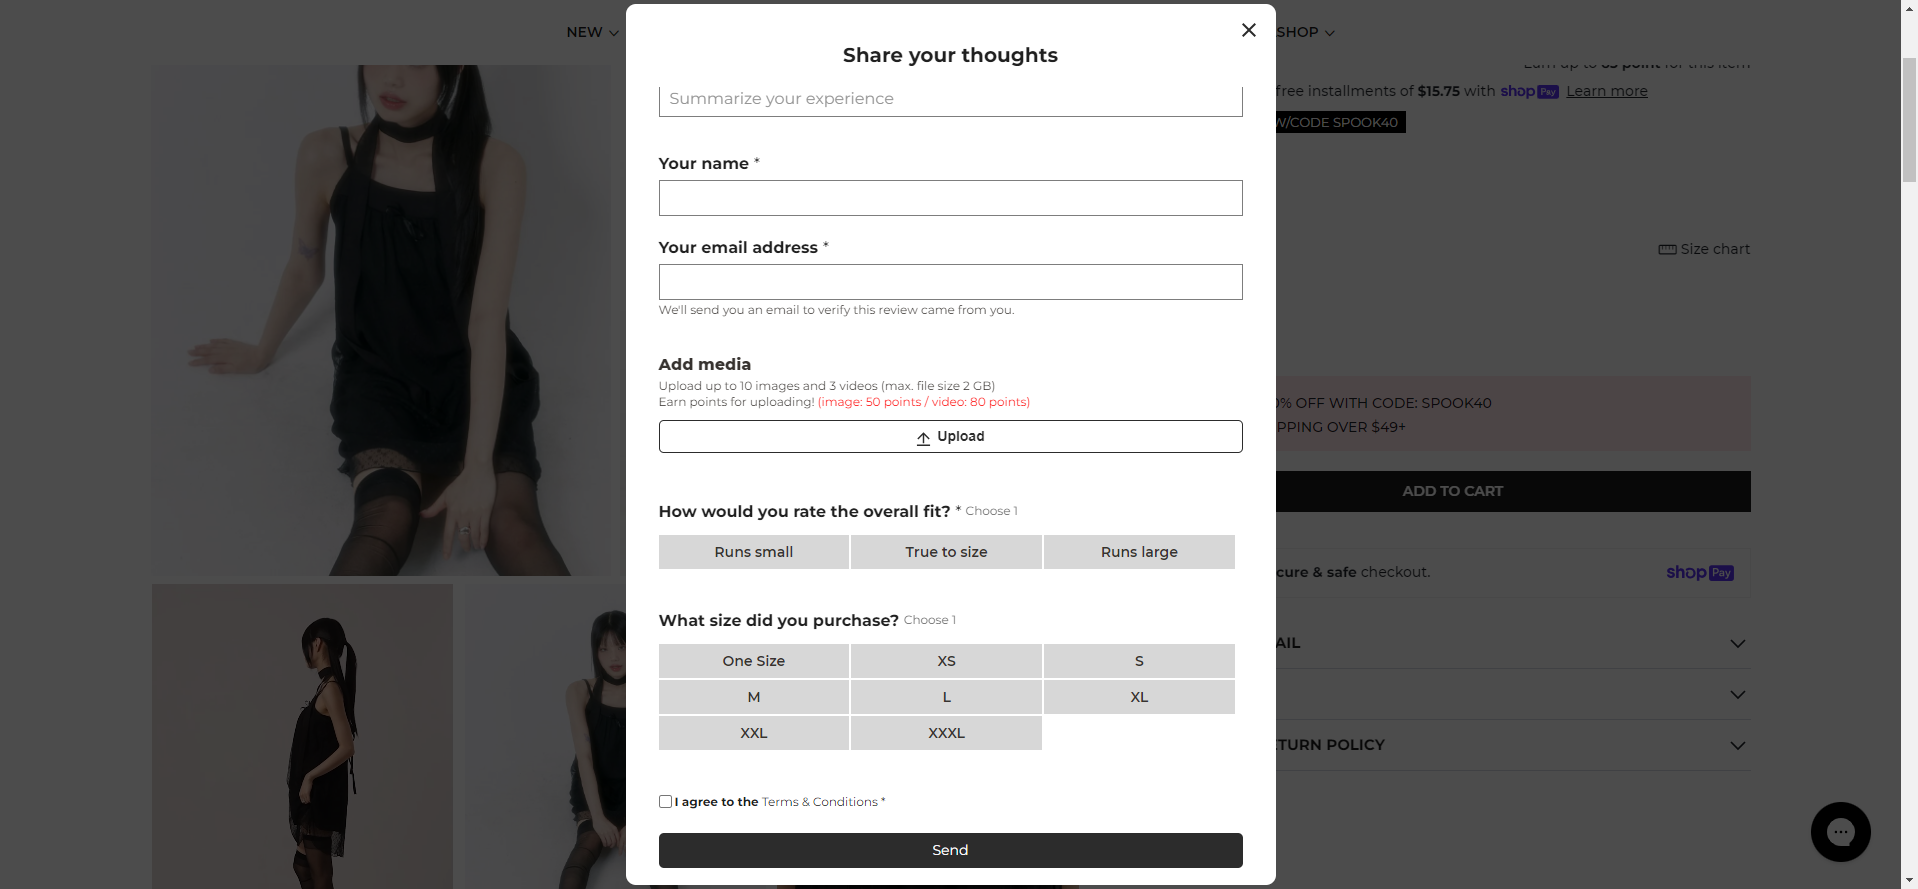 NEW
SHOP
Share your thoughts
Summarize your experience
for this item
free installments of $15.75 with shop Pay Learn more
W/CODE SPOOK40
Your name *
Your email address *
We'll send you an email to verify this review came from you.
Size chart
Add media
Upload up to 10 images and 3 videos (max. file size 2 GB)
Earn points for uploading! (image: 50 points / video: 80 points)
Upload
0% OFF WITH CODE: SPOOK40
PPING OVER $49+
ADD TO CART
How would you rate the overall fit? * Choose 1
Runs small True to size Runs large
cure & safe checkout. shop Pay
What size did you purchase? Choose 1
One Size XS S
M L XL
XXL XXXL
AIL
ETURN POLICY
I agree to the Terms & Conditions *
Send